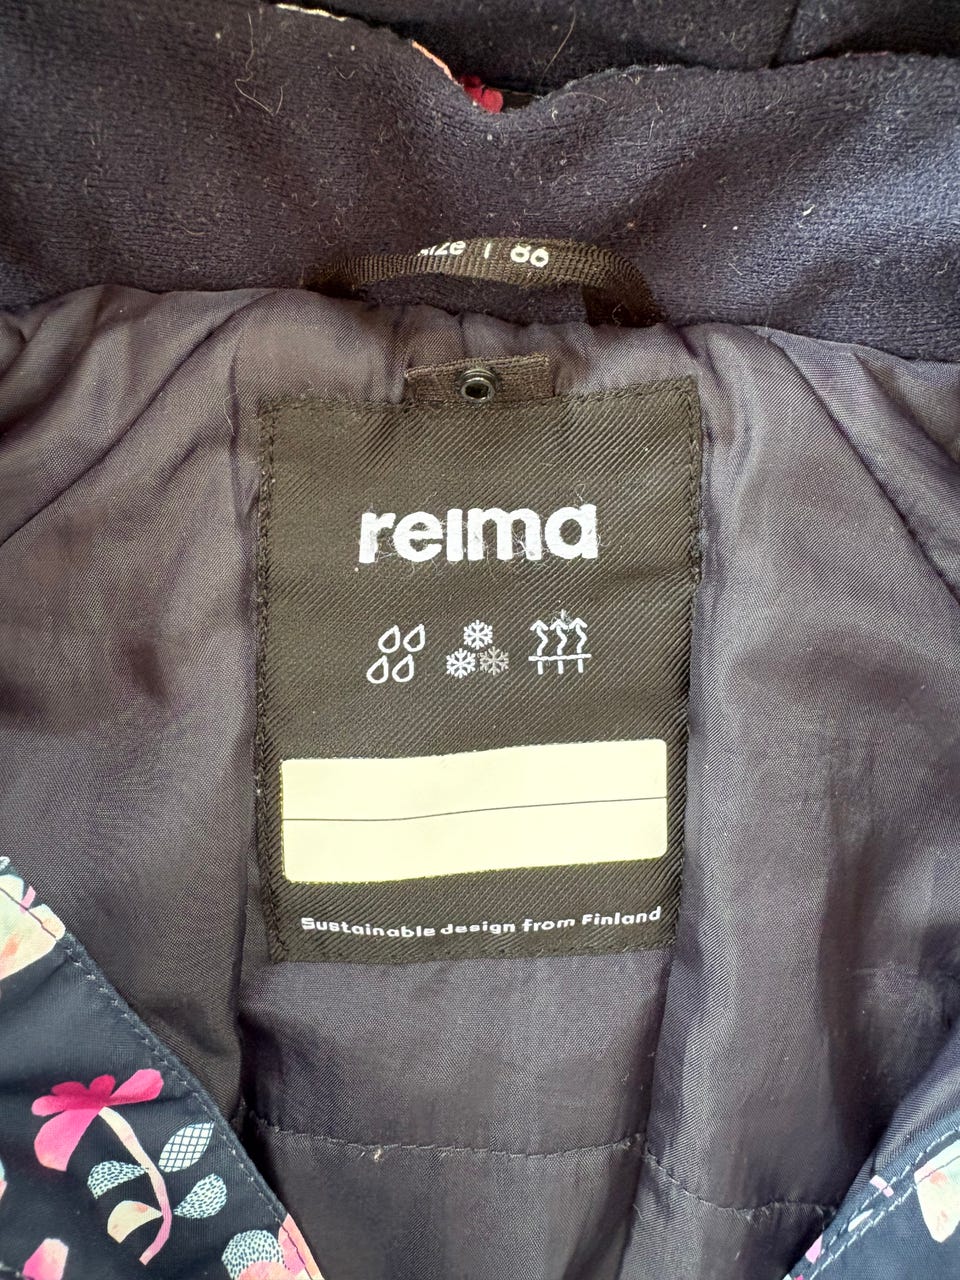 size | 86
reima
Sustainable design from Finland